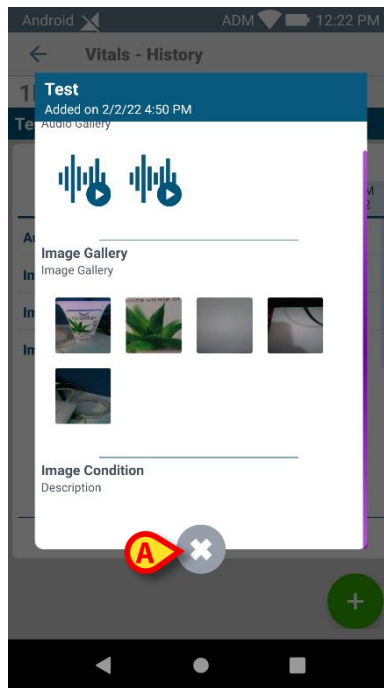 Android ADM 12:22 PM
Vitals - History
Test
Added on 2/2/22 4:50 PM
Audio Gallery
Image Gallery
Image Gallery
Image Condition
Description
A